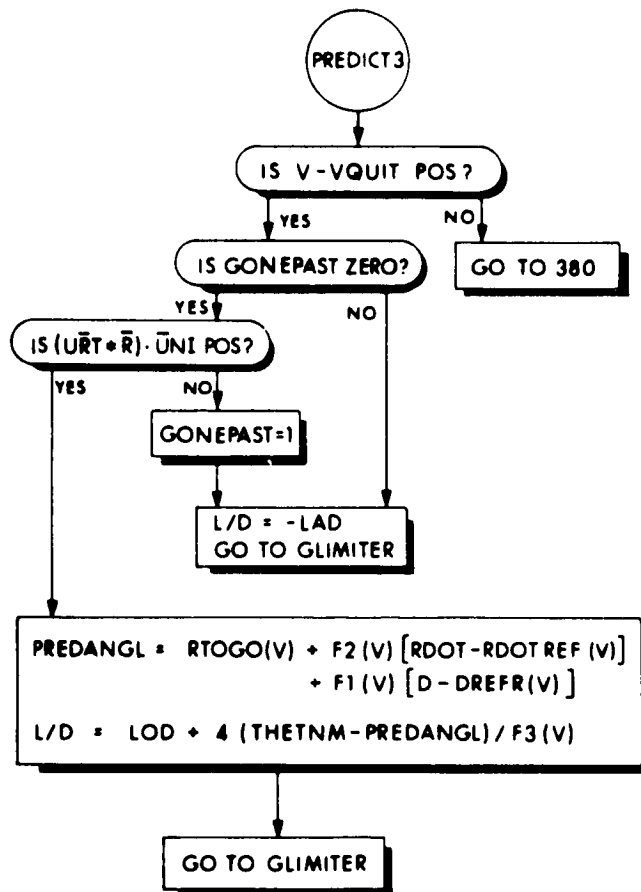 PREDICT3
IS V-VQUIT POS?
YES
NO
IS GONEPAST ZERO?
GO TO 380
YES
NO
IS (UR̄T * R̄) · ŪNI POS?
YES
NO
GONEPAST=1
L/D = -LAD
GO TO GLIMITER
PREDANGL = RTOGO(V) + F2(V) [RDOT-RDOTREF(V)]
+ F1(V) [D-DREFR(V)]
L/D = LOD + 4 (THETNM-PREDANGL) / F3(V)
GO TO GLIMITER